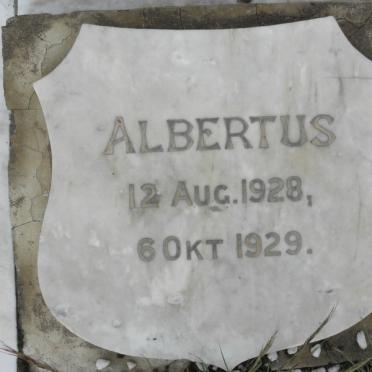 ALBERTUS
12 AUG. 1928,
6 OKT 1929.